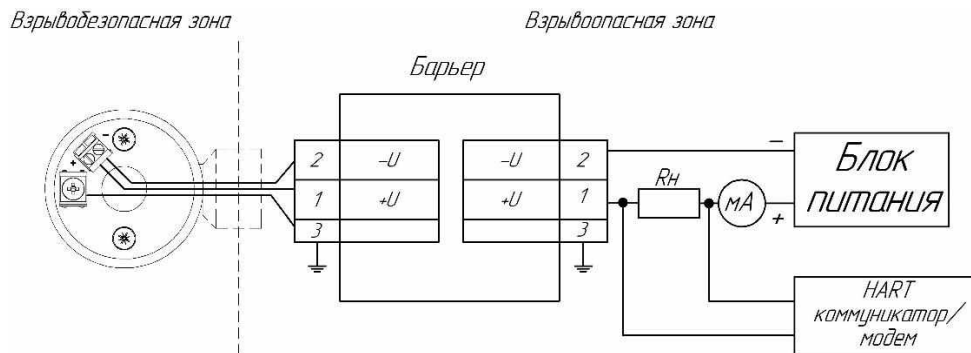 Взрывобезопасная зона
Взрывоопасная зона
Барьер
2 -U
1 +U
3
-U 2
+U 1
3
- +
Rн
мА
-
+
Блок
питания
HART
коммуникатор/
модем